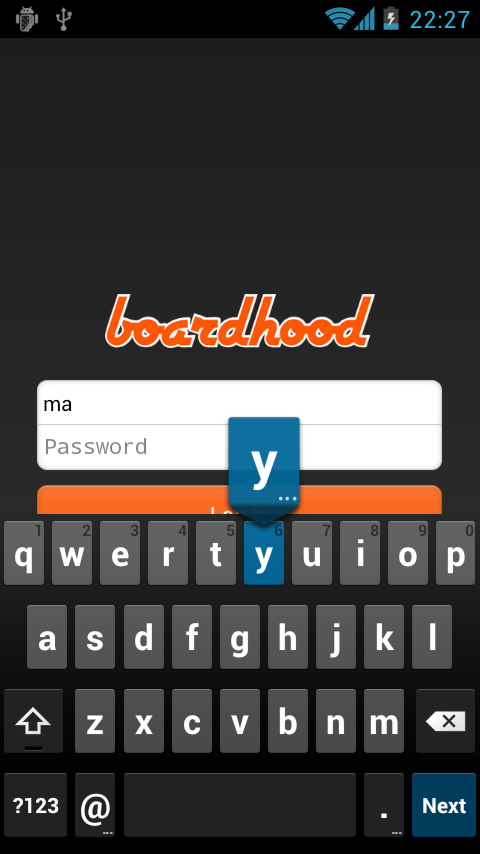 22:27
boardhood
ma
Password
y
...
1 2 3 4 5 6 7 8 9 0
q w e r t y u i o p
a s d f g h j k l
z x c v b n m
?123 @ ... . ... Next